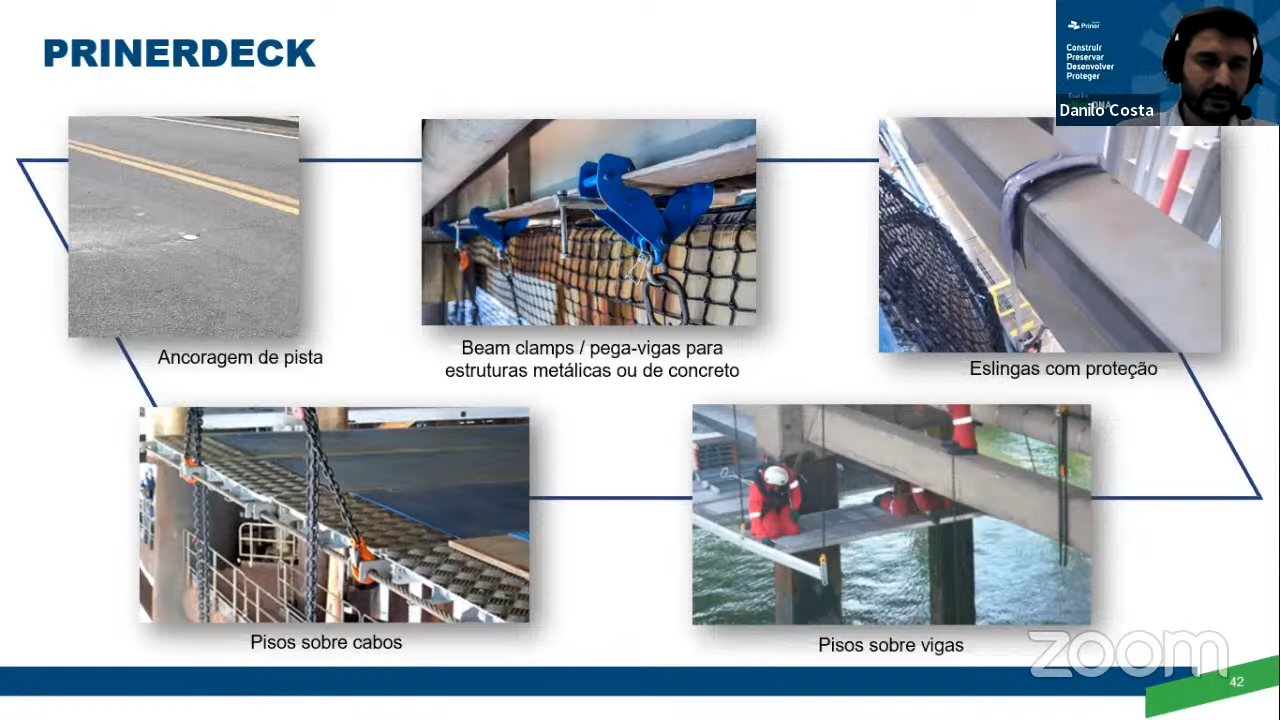 PRINERDECK
Priner
Construir
Preservar
Desenvolver
Proteger
Danilo Costa
Ancoragem de pista
Beam clamps / pega-vigas para
estruturas metálicas ou de concreto
Eslingas com proteção
Pisos sobre cabos
Pisos sobre vigas
zoom
42